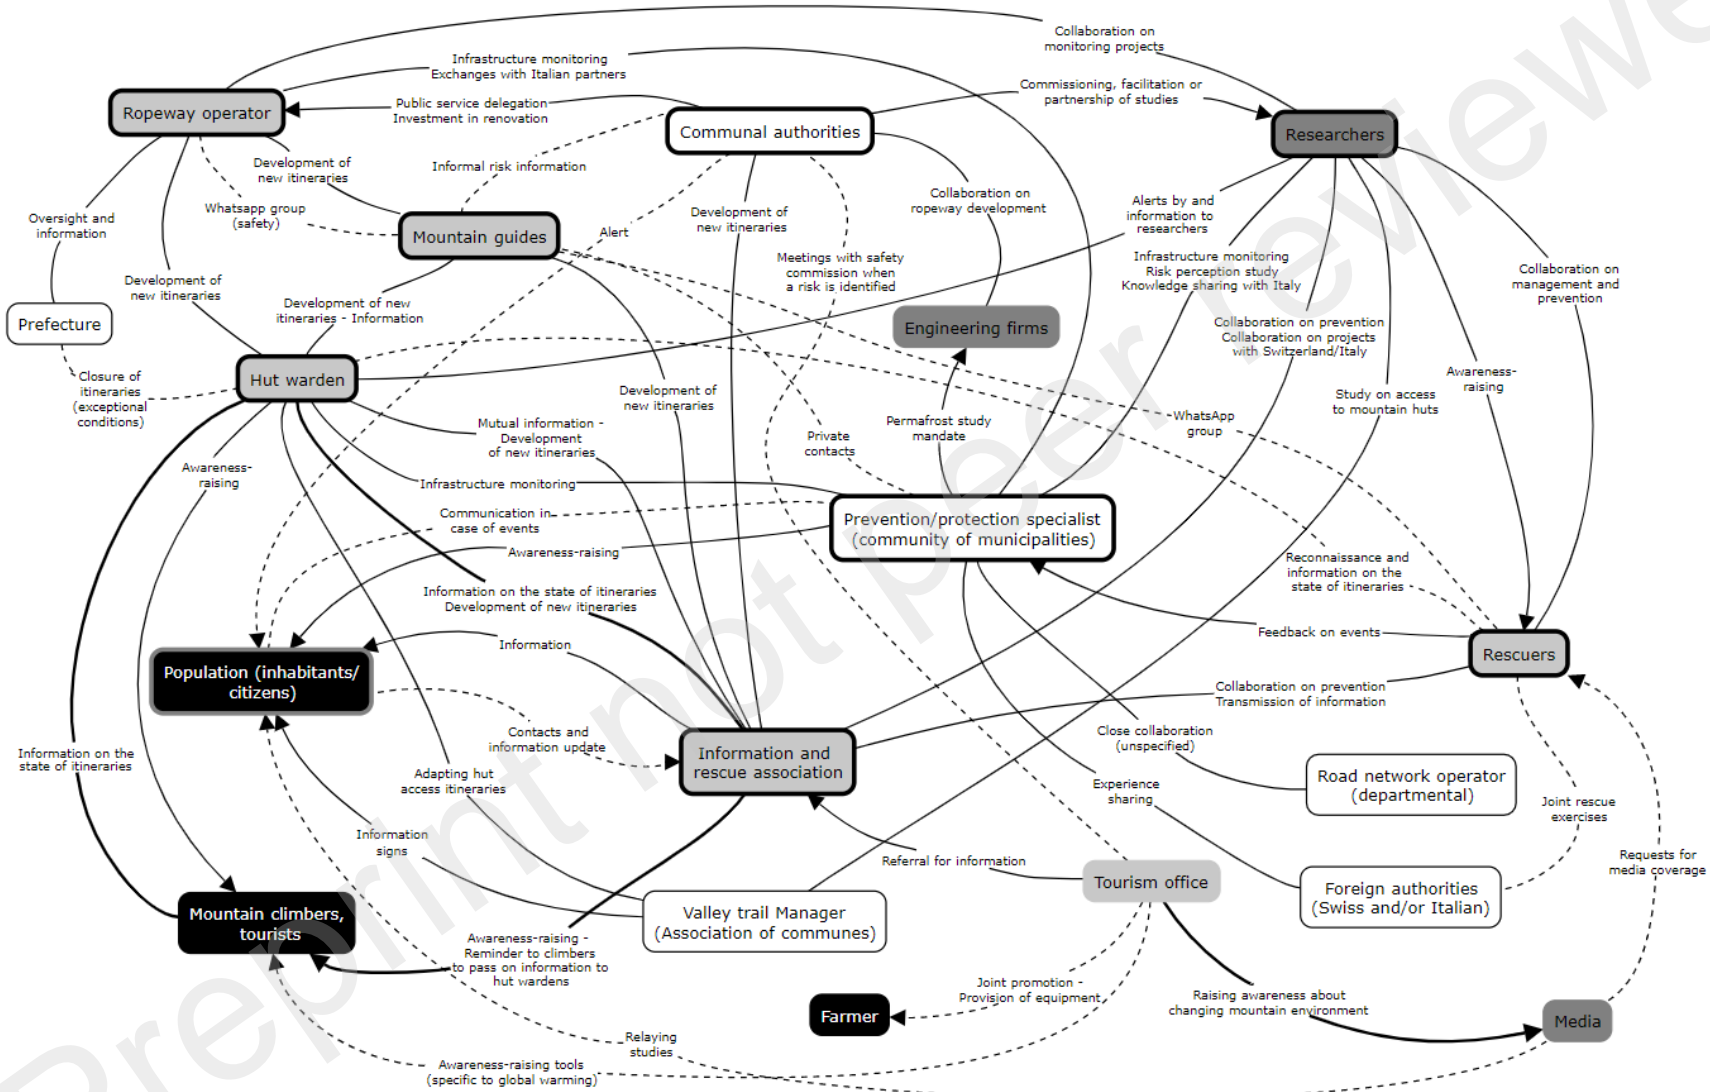 Collaboration on
monitoring projects
Infrastructure monitoring
Exchanges with Italian partners
Commissioning, facilitation or
partnership of studies
Public service delegation
Investment in renovation
Ropeway operator
Communal authorities
Researchers
Development of
new itineraries
Informal risk information
Collaboration on
ropeway development
Alerts by and
information to
researchers
Whatsapp group
(safety)
Oversight and
information
Development of
new itineraries
Mountain guides
Alert
Meetings with safety
commission when
a risk is identified
Infrastructure monitoring
Risk perception study
Knowledge sharing with Italy
Collaboration on
management and
prevention
Development of
new itineraries
Development of new
itineraries - Information
Prefecture
Engineering firms
Collaboration on prevention
Collaboration on projects
with Switzerland/Italy
Hut warden
Closure of
itineraries
(exceptional
conditions)
Development of
new itineraries
Awareness-
raising
Study on access
to mountain huts
Mutual information -
Development
of new itineraries
Permafrost study
mandate
WhatsApp
group
Private
contacts
Awareness-
raising
Infrastructure monitoring
Communication in
case of events
Prevention/protection specialist
(community of municipalities)
Awareness-raising
Reconnaissance and
information on the
state of itineraries
Information on the state of itineraries
Development of new itineraries
Feedback on events
Information
Rescuers
Population (inhabitants/
citizens)
Collaboration on prevention
Transmission of information
Contacts and
information update
Close collaboration
(unspecified)
Information on the
state of itineraries
Information and
rescue association
Adapting hut
access itineraries
Experience
sharing
Road network operator
(departmental)
Joint rescue
exercises
Information
signs
Referral for information
Tourism office
Requests for
media coverage
Foreign authorities
(Swiss and/or Italian)
Mountain climbers,
tourists
Valley trail Manager
(Association of communes)
Awareness-raising -
Reminder to climbers
to pass on information to
hut wardens
Joint promotion -
Provision of equipment
Raising awareness about
changing mountain environment
Farmer
Media
Relaying
studies
Awareness-raising tools
(specific to global warming)
Preprint not peer reviewe